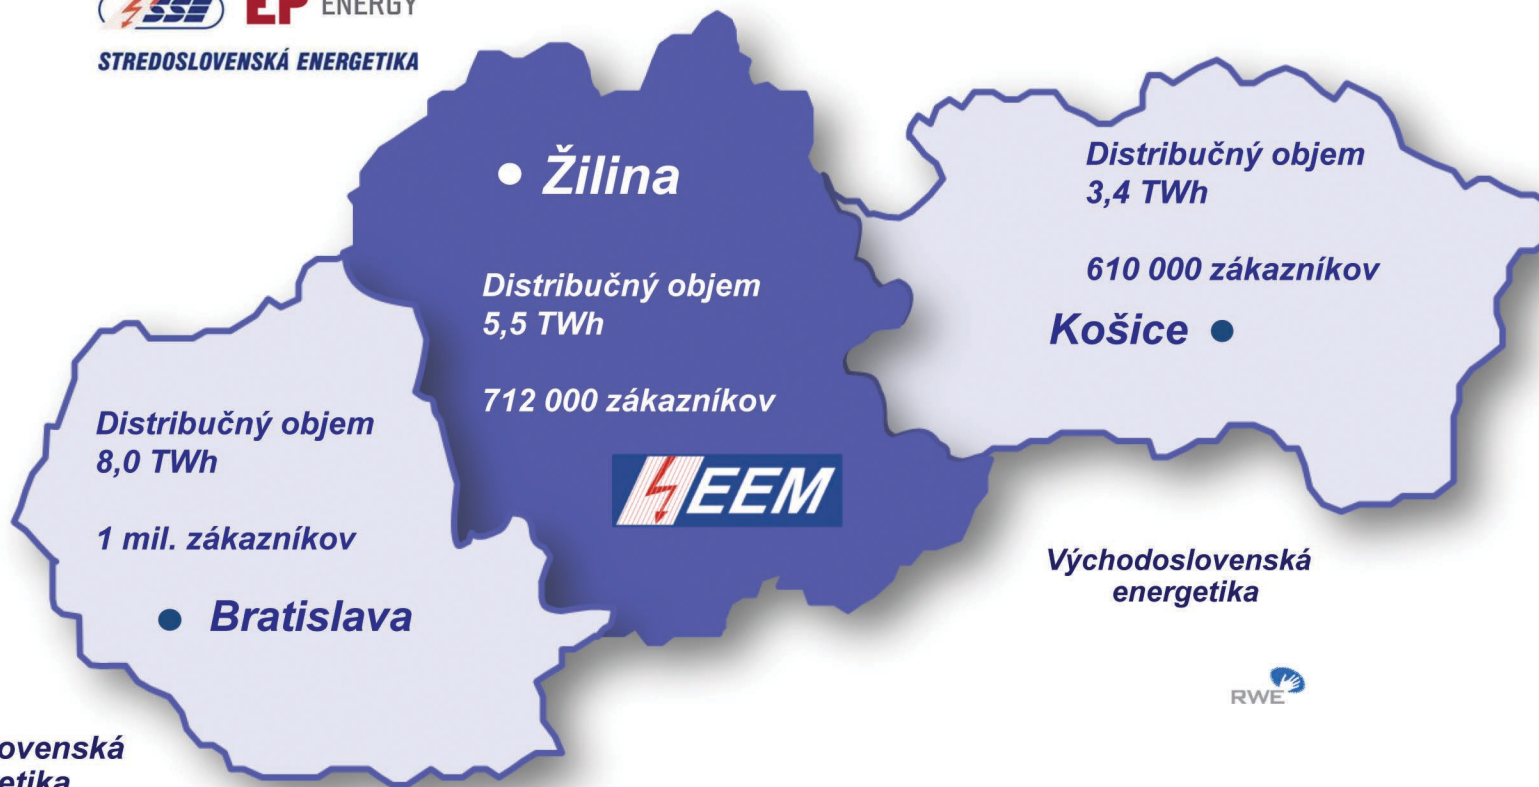 SSE EP ENERGY
STREDOSLOVENSKÁ ENERGETIKA
Žilina
Distribučný objem
5,5 TWh
712 000 zákazníkov
EEM
Distribučný objem
3,4 TWh
610 000 zákazníkov
Košice
Distribučný objem
8,0 TWh
1 mil. zákazníkov
Bratislava
Východoslovenská
energetika
RWE
ovenská
etika